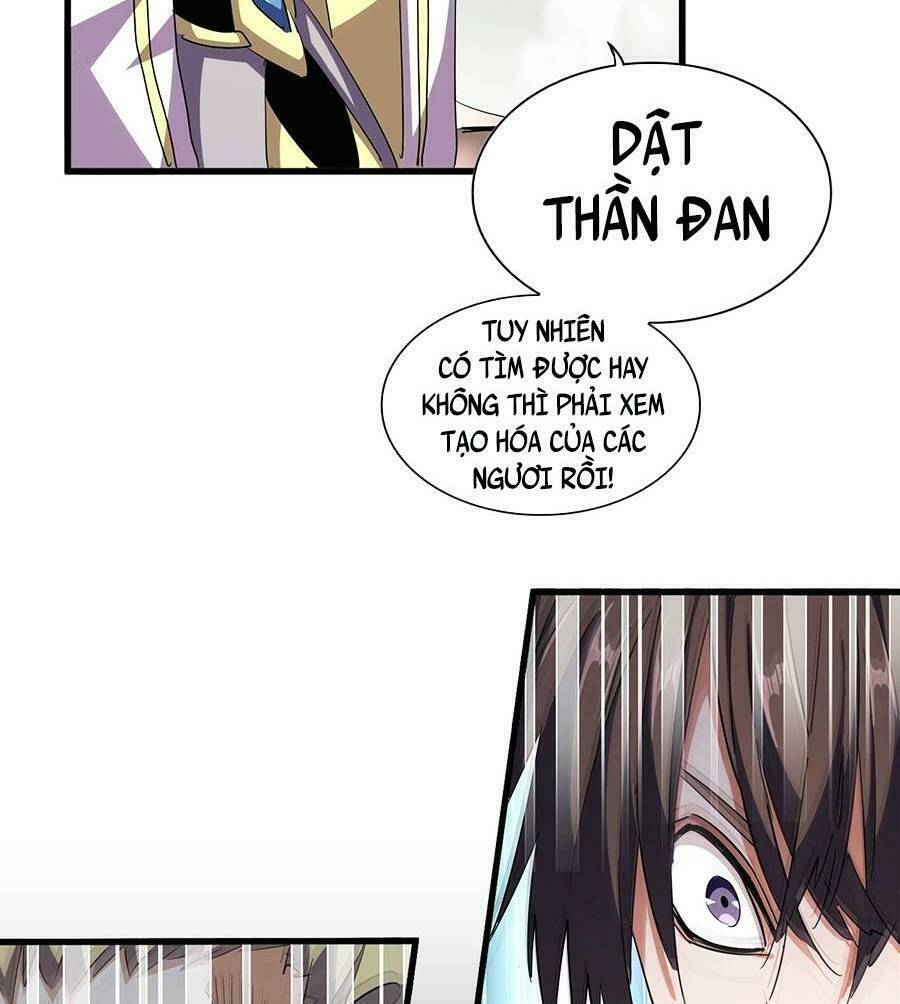 DẬT
THẦN ĐAN
TUY NHIÊN
CÓ TÌM ĐƯỢC HAY
KHÔNG THÌ PHẢI XEM
TẠO HÓA CỦA CÁC
NGƯƠI RỒI!